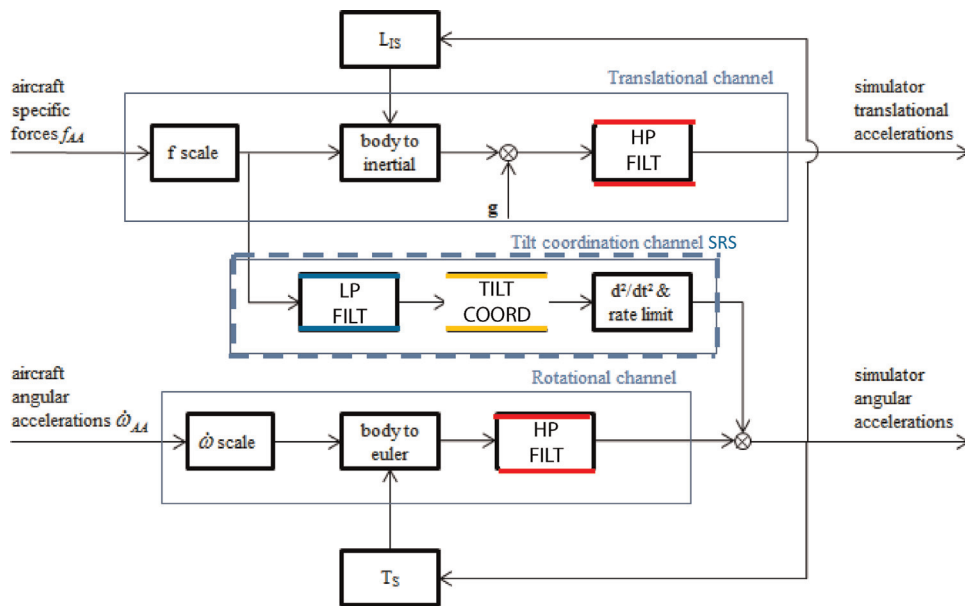 L_IS
Translational channel
aircraft
specific
forces f_AA
f scale
body to
inertial
HP
FILT
simulator
translational
accelerations
g
Tilt coordination channel SRS
LP
FILT
TILT
COORD
d²/dt² &
rate limit
Rotational channel
aircraft
angular
accelerations ω̇_AA
ω̇ scale
body to
euler
HP
FILT
simulator
angular
accelerations
T_S